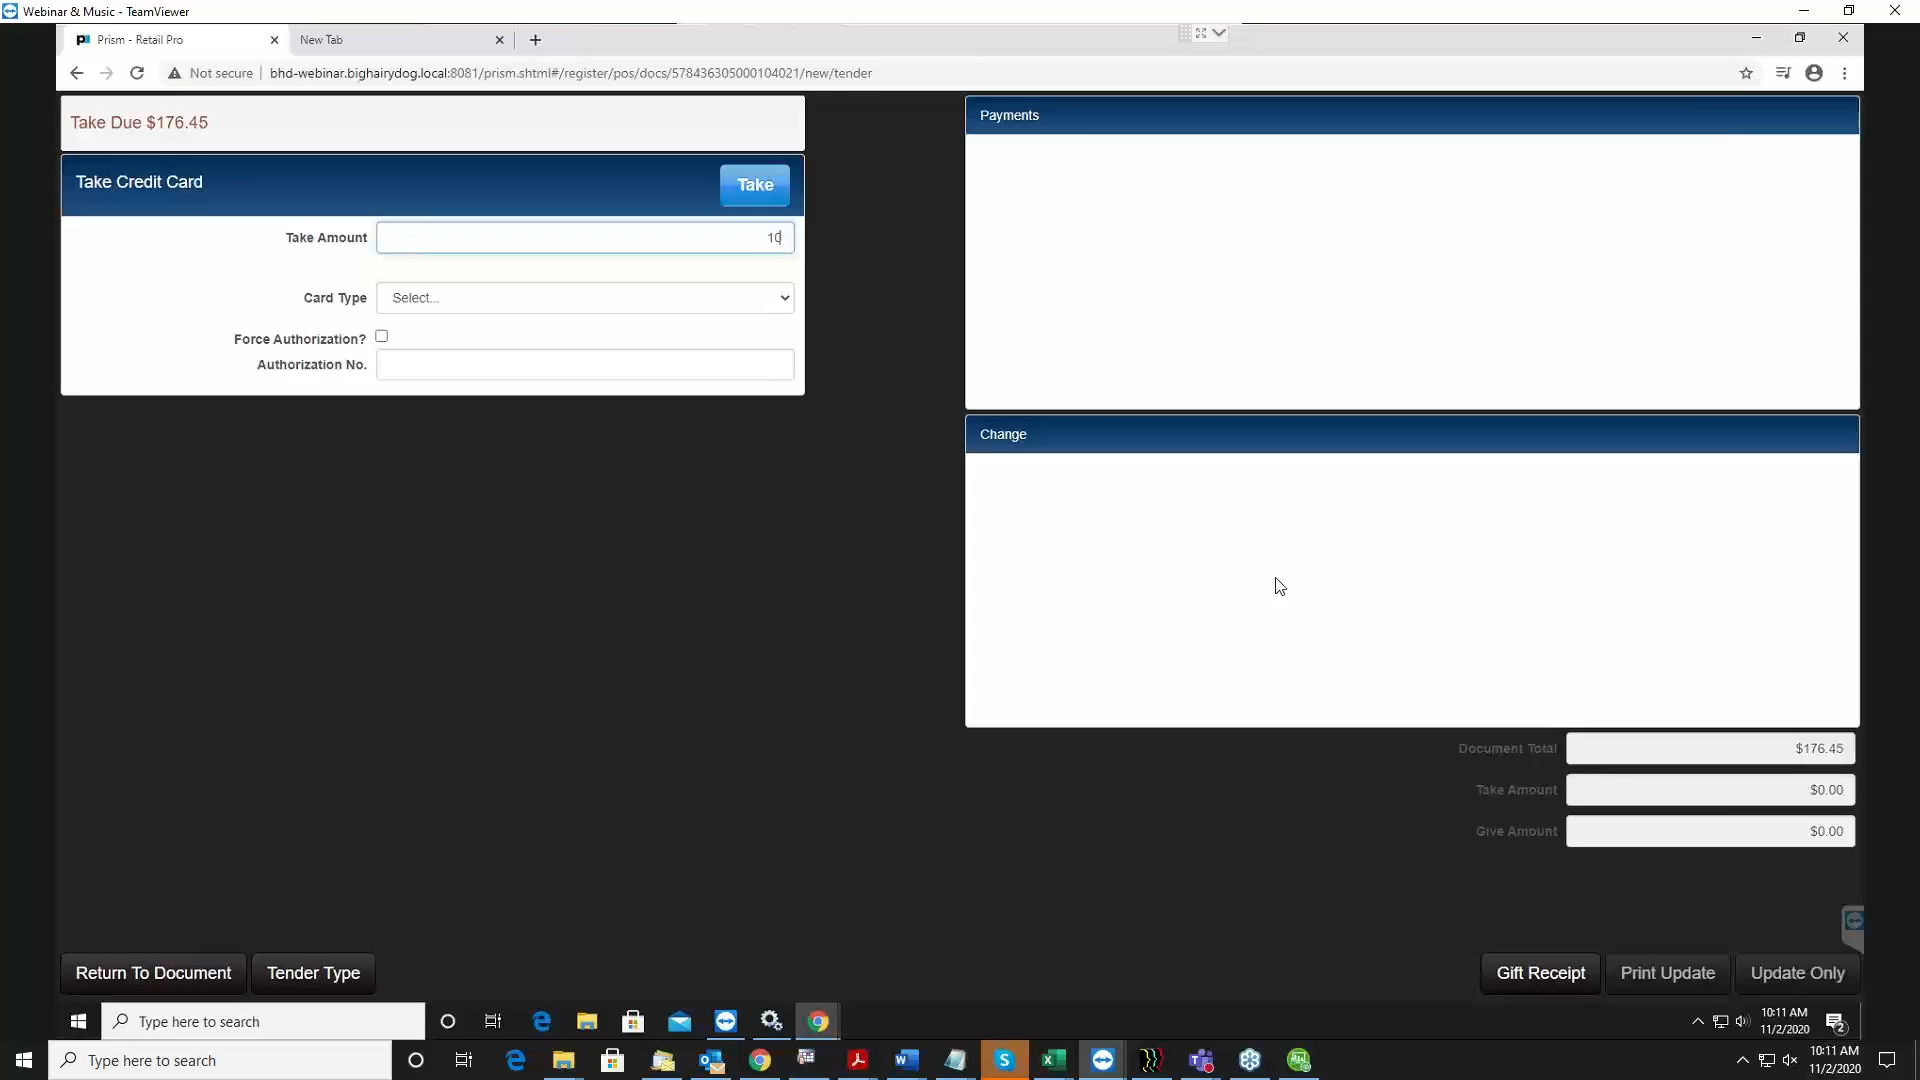 Webinar & Music - TeamViewer
Prism - Retail Pro
New Tab
Not secure
bhd-webinar.bighairydog.local:8081/prism.shtml#/register/pos/docs/578436305000104021/new/tender
Take Due $176.45
Take Credit Card
Take
Take Amount
10
Card Type
Select...
Force Authorization?
Authorization No.
Payments
Change
Document Total
$176.45
Take Amount
$0.00
Give Amount
$0.00
Return To Document
Tender Type
Gift Receipt
Print Update
Update Only
Type here to search
10:11 AM
11/2/2020
2
Type here to search
10:11 AM
11/2/2020